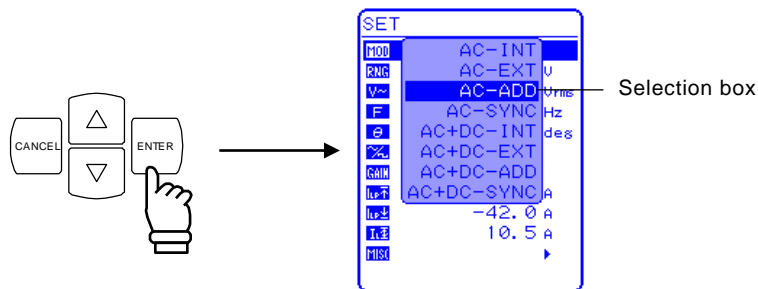 SET
MOD AC-INT
RNG AC-EXT V
V~ AC-ADD Vrms
F AC-SYNC Hz
θ AC+DC-INT deg
AC+DC-EXT
GAIN AC+DC-ADD
AC+DC-SYNC A
-42.0 A
10.5 A
MISC
Selection box
CANCEL
ENTER